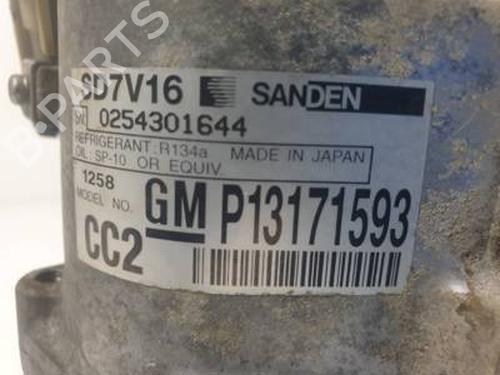 SD7V16 SANDEN
S/N 0254301644
REFRIGERANT: R134a MADE IN JAPAN
OIL: SP-10 OR EQUIV.
1258
MODEL NO.
GM P13171593
CC2
B-PARTS